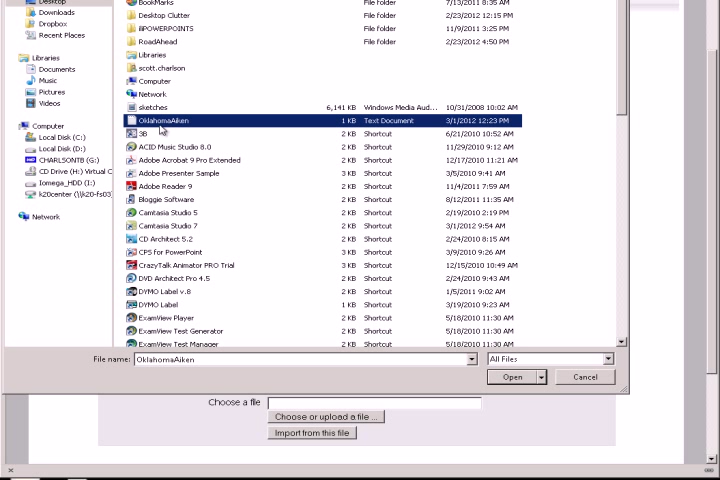 Desktop
BookMarks File folder 7/13/2011 8:35 AM
Downloads
Desktop Clutter File folder 2/23/2012 12:15 PM
Dropbox
iliPOWERPOINTS File folder 11/9/2011 3:25 PM
Recent Places
RoadAhead File folder 2/23/2012 4:50 PM
Libraries
Libraries
Documents
scott.charlson
Music
Computer
Pictures
Network
Videos
sketches 6,141 KB Windows Media Aud... 10/31/2008 10:02 AM
OklahomaAiken 1 KB Text Document 3/1/2012 12:23 PM
Computer
3B 2 KB Shortcut 6/21/2010 10:52 AM
Local Disk (C:)
ACID Music Studio 8.0 2 KB Shortcut 11/29/2010 9:12 AM
Local Disk (D:)
CHARLSONTB (G:)
Adobe Acrobat 9 Pro Extended 2 KB Shortcut 12/17/2010 11:21 AM
CD Drive (H:) Virtual C
Adobe Presenter Sample 3 KB Shortcut 3/5/2010 9:41 AM
Iomega_HDD (I:)
Adobe Reader 9 2 KB Shortcut 11/4/2011 7:59 AM
k20center (\\k20-fs03)
Bloggie Software 2 KB Shortcut 8/12/2011 11:35 AM
Camtasia Studio 5 2 KB Shortcut 2/19/2010 2:19 PM
Network
Camtasia Studio 7 2 KB Shortcut 3/1/2012 9:54 AM
CD Architect 5.2 2 KB Shortcut 2/24/2010 8:15 AM
CPS for PowerPoint 3 KB Shortcut 3/9/2010 9:26 AM
CrazyTalk Animator PRO Trial 3 KB Shortcut 12/15/2010 10:49 AM
DVD Architect Pro 4.5 2 KB Shortcut 2/24/2010 9:43 AM
DYMO Label v.8 2 KB Shortcut 1/5/2011 9:02 AM
DYMO Label 1 KB Shortcut 3/19/2010 9:23 AM
ExamView Player 2 KB Shortcut 5/18/2010 11:30 AM
ExamView Test Generator 2 KB Shortcut 5/18/2010 11:30 AM
ExamView Test Manager 2 KB Shortcut 5/18/2010 11:30 AM
File name: OklahomaAiken All Files
Open Cancel
Choose a file
Choose or upload a file ...
Import from this file